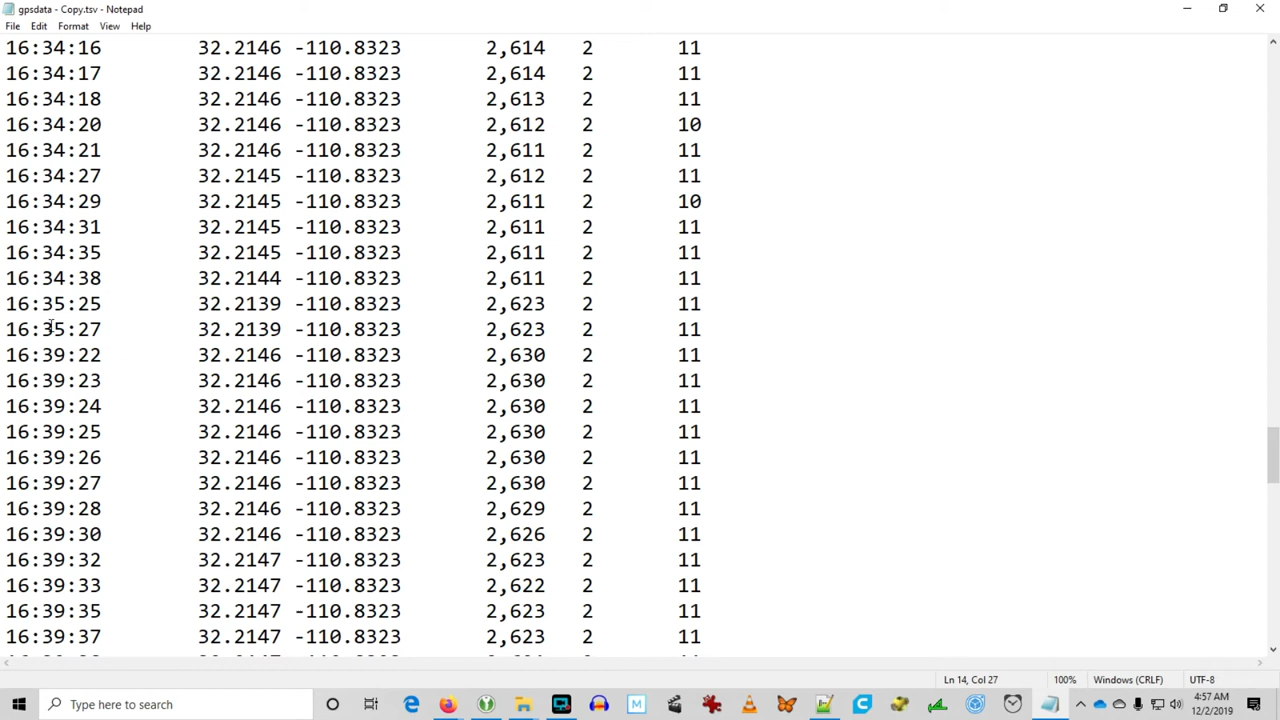 gpsdata - Copy.tsv - Notepad
File Edit Format View Help
16:34:16 32.2146 -110.8323 2,614 2 11
16:34:17 32.2146 -110.8323 2,614 2 11
16:34:18 32.2146 -110.8323 2,613 2 11
16:34:20 32.2146 -110.8323 2,612 2 10
16:34:21 32.2146 -110.8323 2,611 2 11
16:34:27 32.2145 -110.8323 2,612 2 11
16:34:29 32.2145 -110.8323 2,611 2 10
16:34:31 32.2145 -110.8323 2,611 2 11
16:34:35 32.2145 -110.8323 2,611 2 11
16:34:38 32.2144 -110.8323 2,611 2 11
16:35:25 32.2139 -110.8323 2,623 2 11
16:35:27 32.2139 -110.8323 2,623 2 11
16:39:22 32.2146 -110.8323 2,630 2 11
16:39:23 32.2146 -110.8323 2,630 2 11
16:39:24 32.2146 -110.8323 2,630 2 11
16:39:25 32.2146 -110.8323 2,630 2 11
16:39:26 32.2146 -110.8323 2,630 2 11
16:39:27 32.2146 -110.8323 2,630 2 11
16:39:28 32.2146 -110.8323 2,629 2 11
16:39:30 32.2146 -110.8323 2,626 2 11
16:39:32 32.2147 -110.8323 2,623 2 11
16:39:33 32.2147 -110.8323 2,622 2 11
16:39:35 32.2147 -110.8323 2,623 2 11
16:39:37 32.2147 -110.8323 2,623 2 11
Ln 14, Col 27 100% Windows (CRLF) UTF-8
Type here to search
M
4:57 AM
12/2/2019